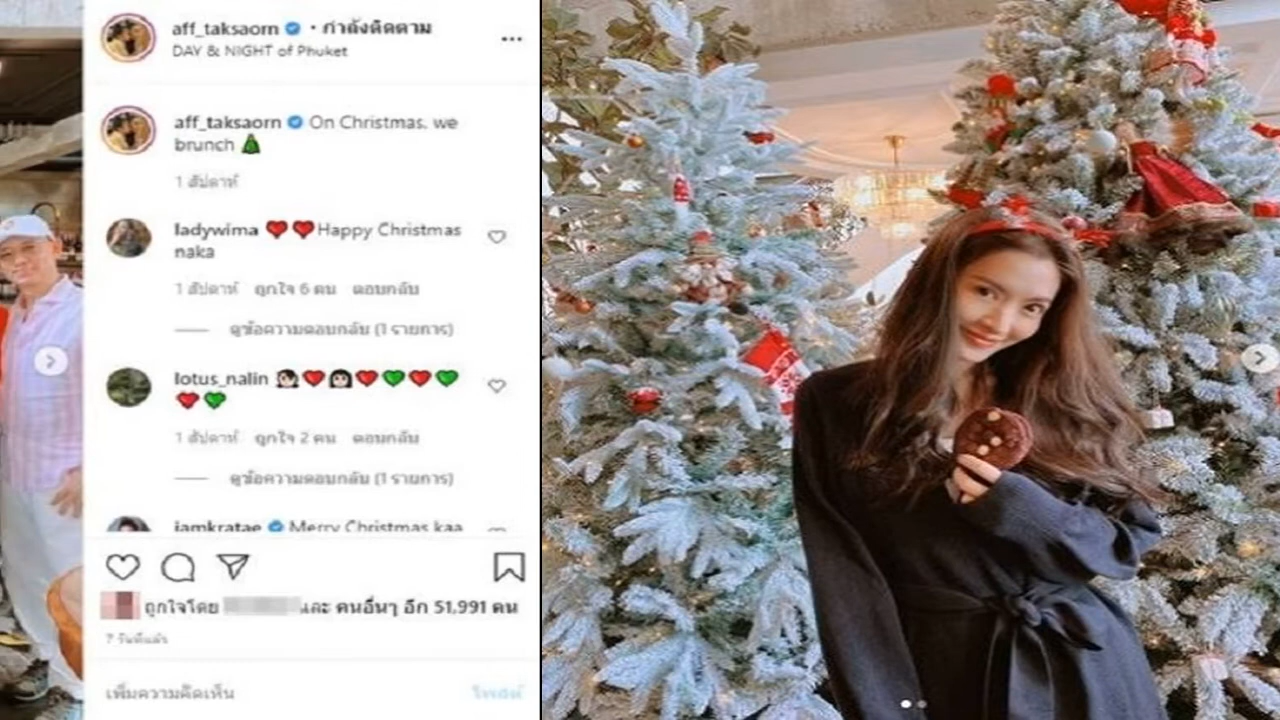 aff_taksaorn • กำลังติดตาม
DAY & NIGHT of Phuket
aff_taksaorn On Christmas, we
brunch
1 สัปดาห์
ladywima Happy Christmas
naka
1 สัปดาห์ ถูกใจ 6 คน ตอบกลับ
ดูข้อความตอบกลับ (1 รายการ)
lotus_nalin
1 สัปดาห์ ถูกใจ 2 คน ตอบกลับ
ดูข้อความตอบกลับ (1 รายการ)
iamkratae Merry Christmas kaa
ถูกใจโดย และ คนอื่นๆ อีก 51,991 คน
7 วันที่แล้ว
เพิ่มความคิดเห็น
โพสต์